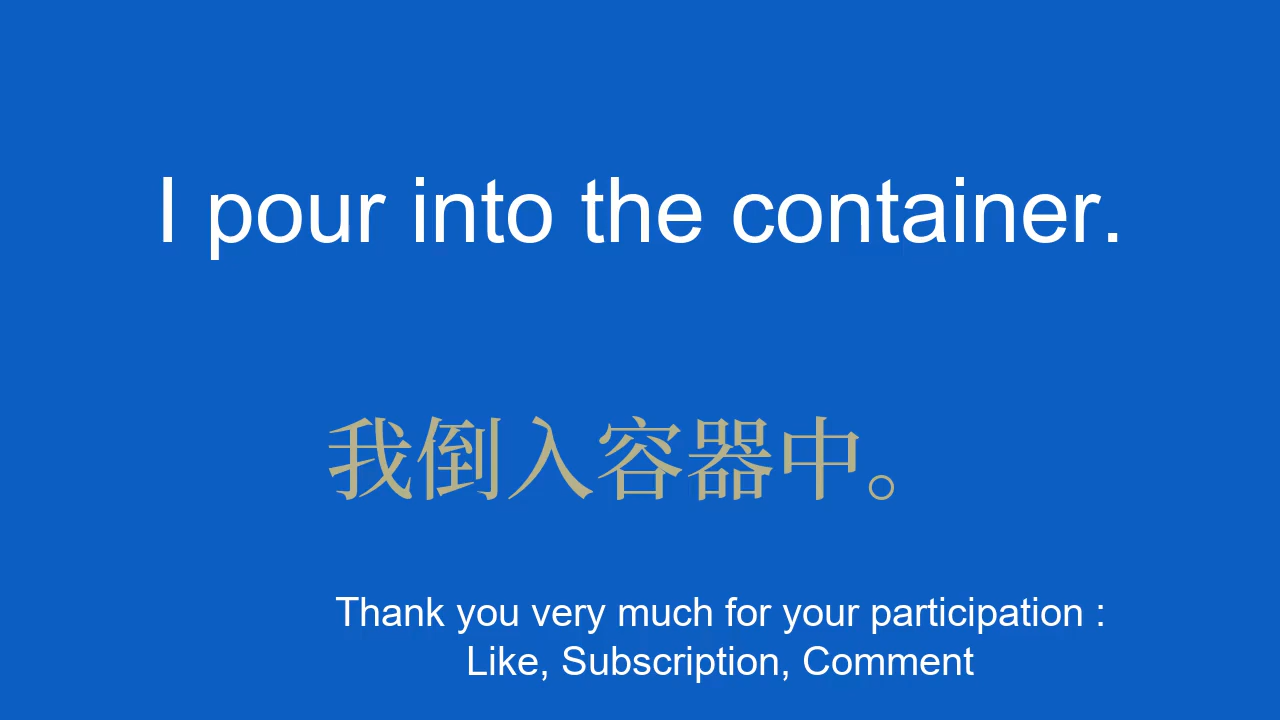 I pour into the container.
我倒入容器中。
Thank you very much for your participation :
Like, Subscription, Comment